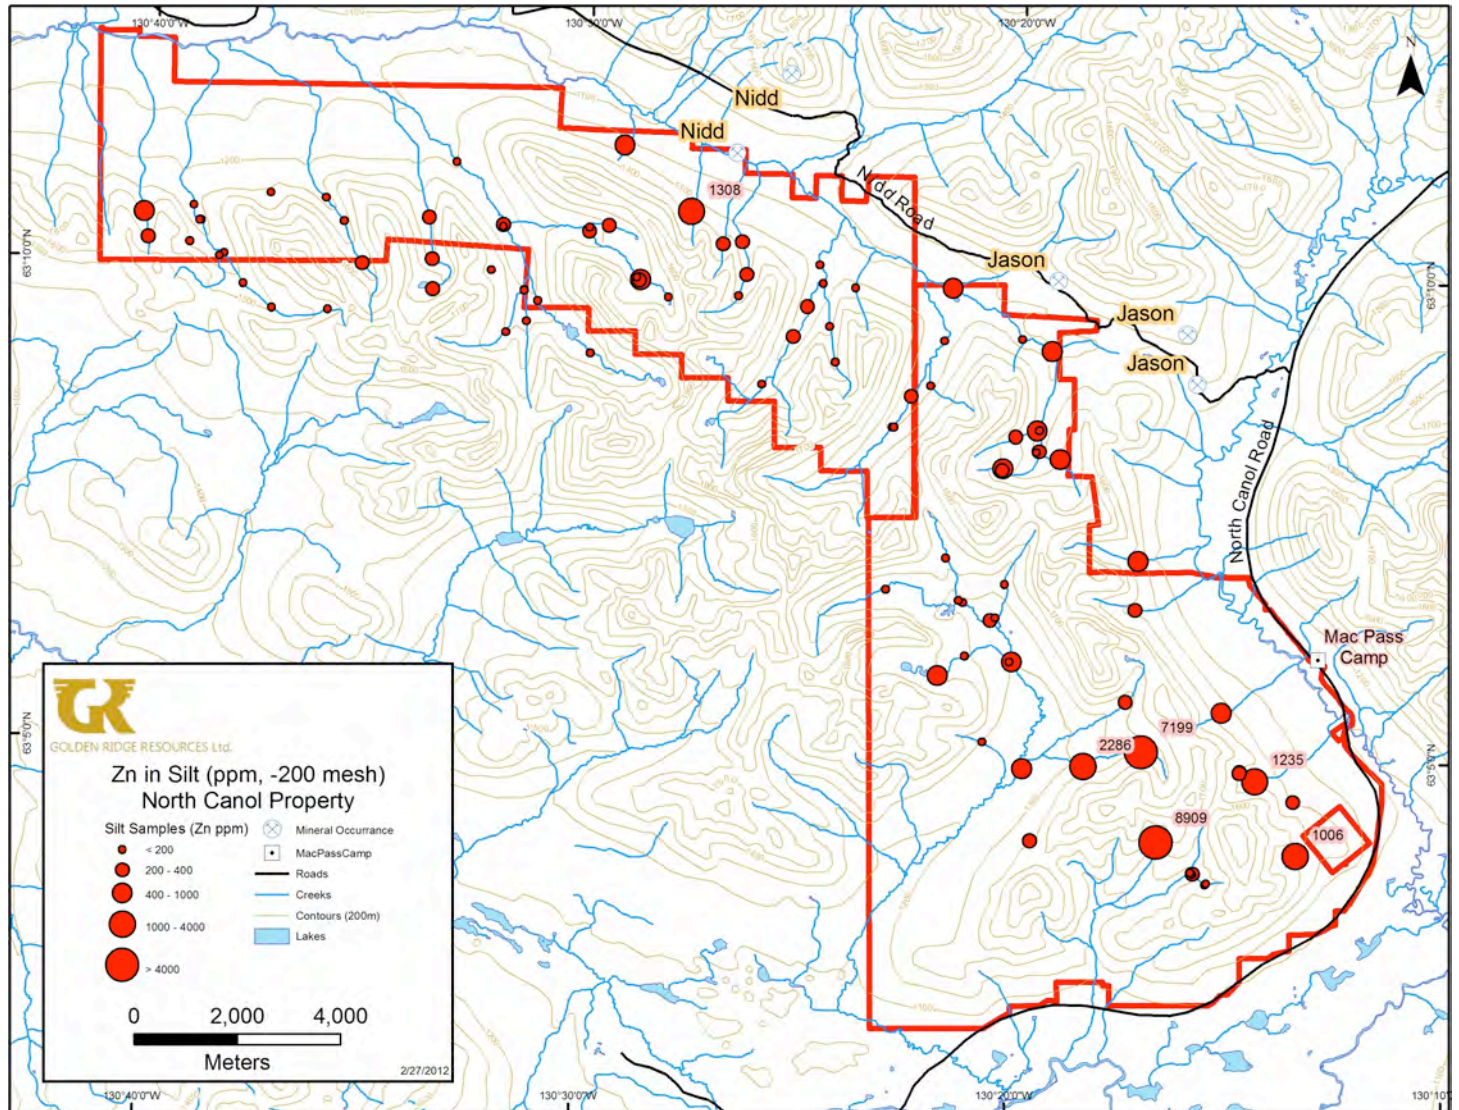 130°40'0"W
130°30'0"W
130°20'0"W
N
Nidd
Nidd
1308
Nidd Road
63°10'0"N
Jason
63°10'0"N
Jason
Jason
North Canol Road
Mac Pass
Camp
63°5'0"N
7199
2286
1235
63°5'0"N
8909
1006
GK
GOLDEN RIDGE RESOURCES Ltd.
Zn in Silt (ppm, -200 mesh)
North Canol Property
Silt Samples (Zn ppm)
< 200
200 - 400
400 - 1000
1000 - 4000
> 4000
Mineral Occurrance
MacPassCamp
Roads
Creeks
Contours (200m)
Lakes
0 2,000 4,000
Meters
2/27/2012
130°40'0"W
130°30'0"W
130°20'0"W